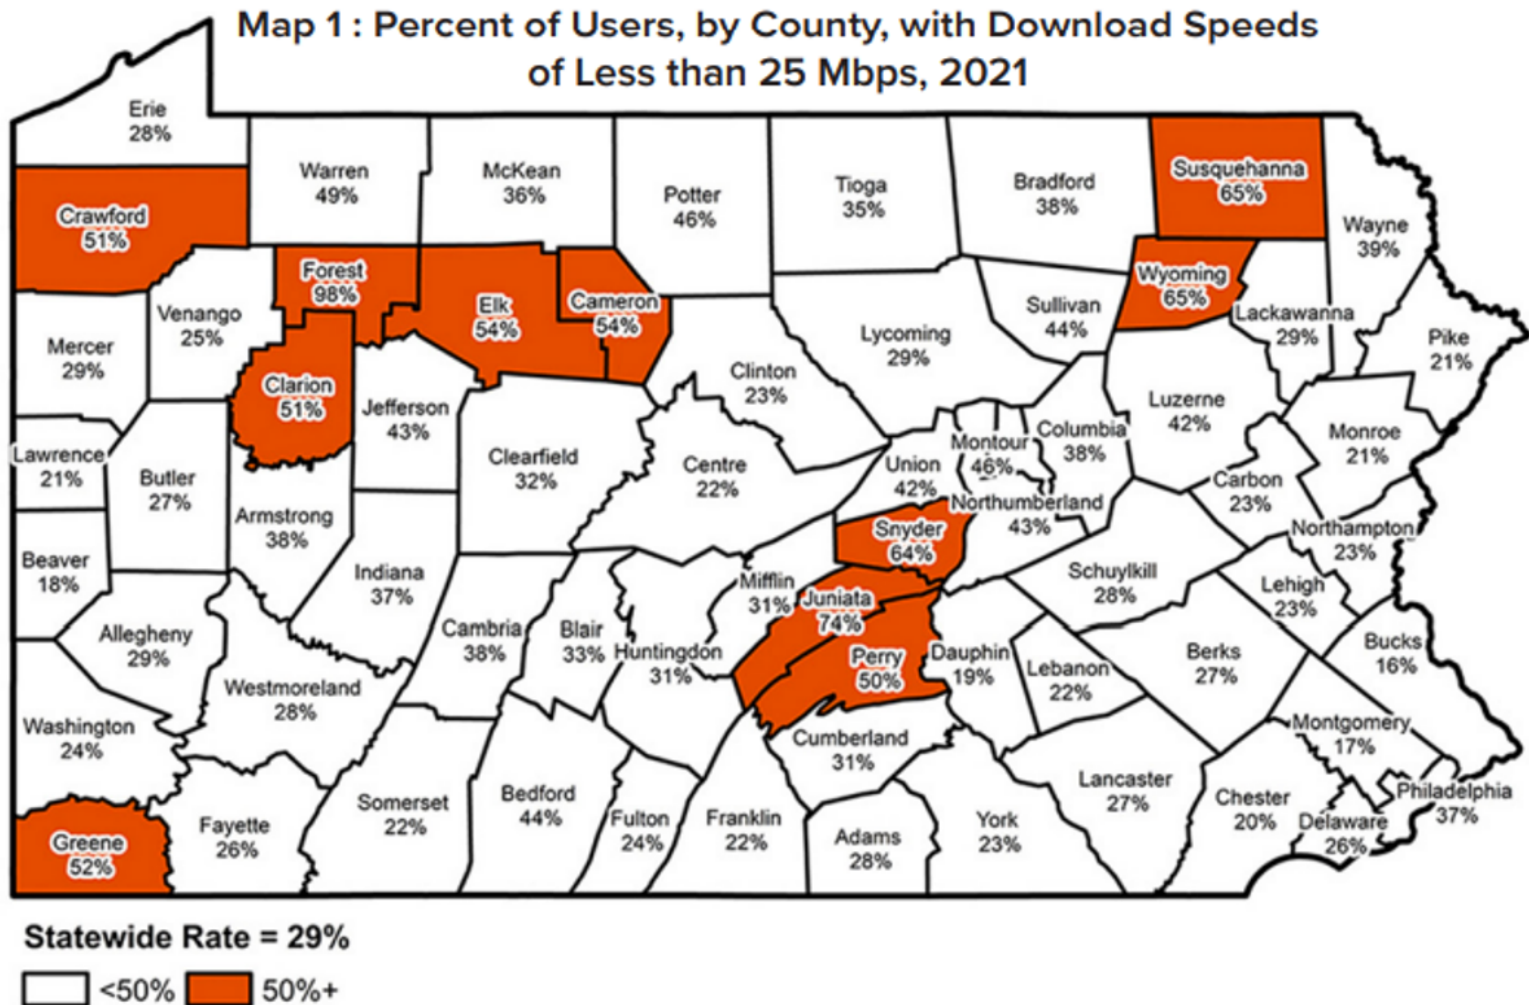 Map 1 : Percent of Users, by County, with Download Speeds
of Less than 25 Mbps, 2021
Erie
28%
Crawford
51%
Warren
49%
McKean
36%
Potter
46%
Tioga
35%
Bradford
38%
Susquehanna
65%
Wayne
39%
Mercer
29%
Venango
25%
Forest
98%
Elk
54%
Cameron
54%
Clarion
51%
Jefferson
43%
Clinton
23%
Lycoming
29%
Sullivan
44%
Wyoming
65%
Lackawanna
29%
Pike
21%
Lawrence
21%
Butler
27%
Armstrong
38%
Clearfield
32%
Centre
22%
Union
42%
Montour
46%
Columbia
38%
Luzerne
42%
Monroe
21%
Carbon
23%
Northumberland
43%
Snyder
64%
Northampton
23%
Beaver
18%
Indiana
37%
Mifflin
31%
Juniata
74%
Schuylkill
28%
Lehigh
23%
Allegheny
29%
Westmoreland
28%
Cambria
38%
Blair
33%
Huntingdon
31%
Perry
50%
Dauphin
19%
Lebanon
22%
Berks
27%
Bucks
16%
Washington
24%
Montgomery
17%
Cumberland
31%
Lancaster
27%
Chester
20%
Delaware
26%
Philadelphia
37%
Greene
52%
Fayette
26%
Somerset
22%
Bedford
44%
Fulton
24%
Franklin
22%
Adams
28%
York
23%
Statewide Rate = 29%
<50%
50%+